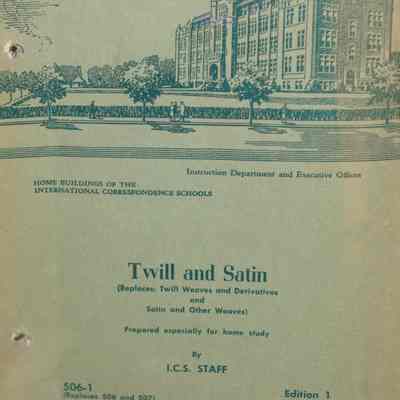 Instruction Department and Executive Offices
HOME BUILDINGS OF THE
INTERNATIONAL CORRESPONDENCE SCHOOLS
Twill and Satin
(Replaces: Twill Weaves and Derivatives
and
Satin and Other Weaves)
Prepared especially for home study
By
I.C.S. STAFF
506-1
Edition 1
(Replaces 506 and 507)